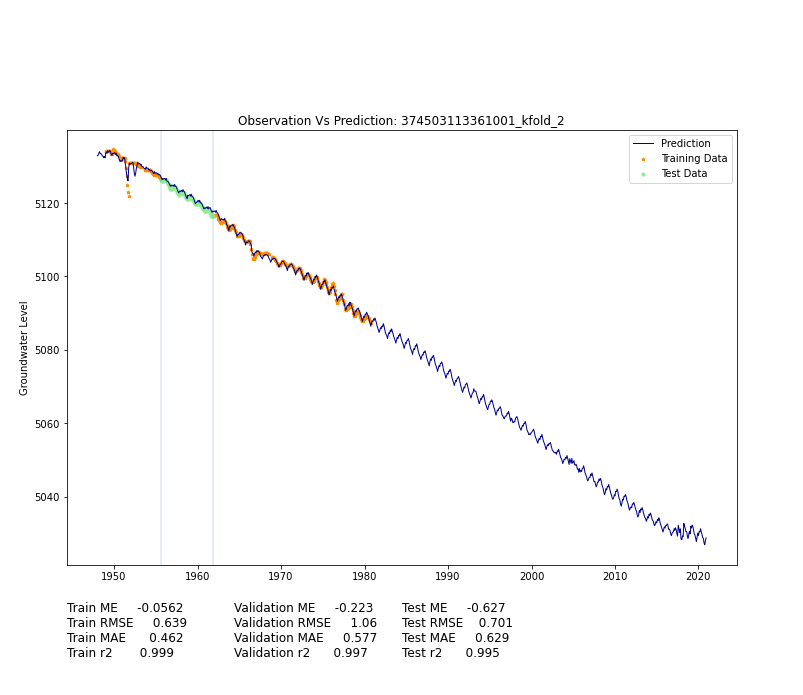 Observation Vs Prediction: 374503113361001_kfold_2
Prediction
Training Data
Test Data
Groundwater Level
5120
5100
5080
5060
5040
1950 1960 1970 1980 1990 2000 2010 2020
Train ME -0.0562 Validation ME -0.223 Test ME -0.627
Train RMSE 0.639 Validation RMSE 1.06 Test RMSE 0.701
Train MAE 0.462 Validation MAE 0.577 Test MAE 0.629
Train r2 0.999 Validation r2 0.997 Test r2 0.995